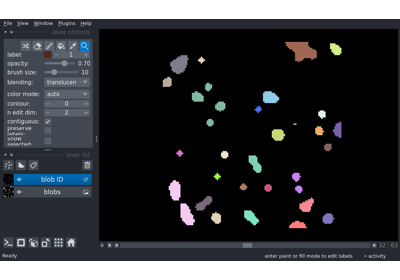 File View Window Plugins Help
layer controls
label: 1
opacity: 0.70
brush size: 10
blending: translucen
color mode: auto
contour: 0
n edit dim: 2
contiguous: ✓
preserve
labels:
show
selected:
layer list
blob ID
blobs
0 32 63
Ready enter paint or fill mode to edit labels activity